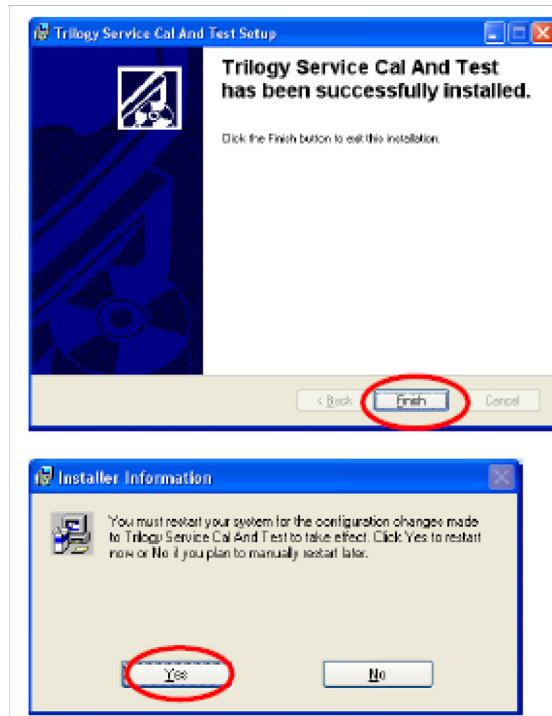 Trilogy Service Cal And Test Setup
Trilogy Service Cal And Test
has been successfully installed.
Click the Finish button to exit this installation.
< Back
Finish
Cancel
Installer Information
You must restart your system for the configuration changes made
to Trilogy Service Cal And Test to take effect. Click Yes to restart
now or No if you plan to manually restart later.
Yes
No